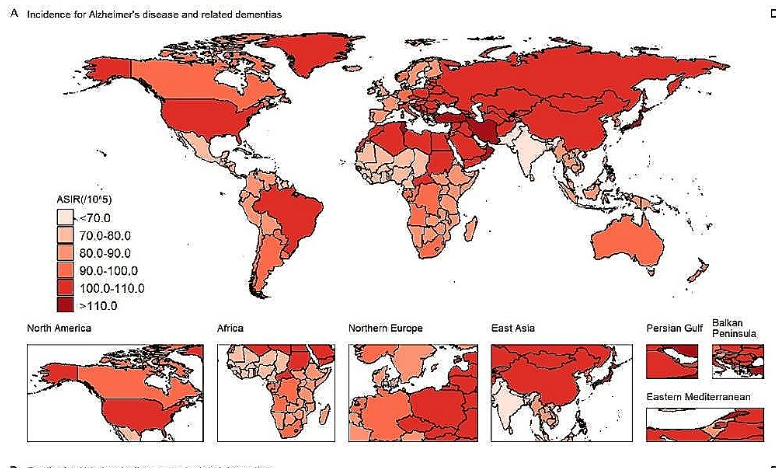 A Incidence for Alzheimer's disease and related dementias
ASIR(/10^5)
<70.0
70.0-80.0
80.0-90.0
90.0-100.0
100.0-110.0
>110.0
North America
Africa
Northern Europe
East Asia
Persian Gulf
Balkan
Peninsula
Eastern Mediterranean